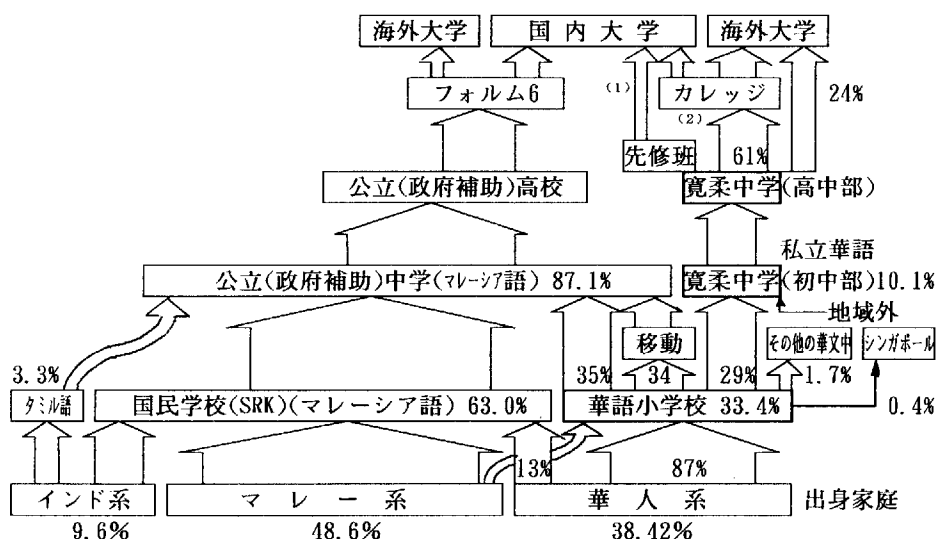 海外大学 国内大学 海外大学
フォルム6 (1) カレッジ 24%
(2)
先修班 61%
公立(政府補助)高校 寛柔中学(高中部)
私立華語
公立(政府補助)中学(マレーシア語) 87.1% 寛柔中学(初中部)10.1%
地域外
移動 その他の華文中 シンガポール
3.3% 35% 34 29% 1.7%
タミル語 国民学校(SRK)(マレーシア語) 63.0% 華語小学校 33.4% 0.4%
13% 87%
インド系 マレー系 華人系 出身家庭
9.6% 48.6% 38.42%